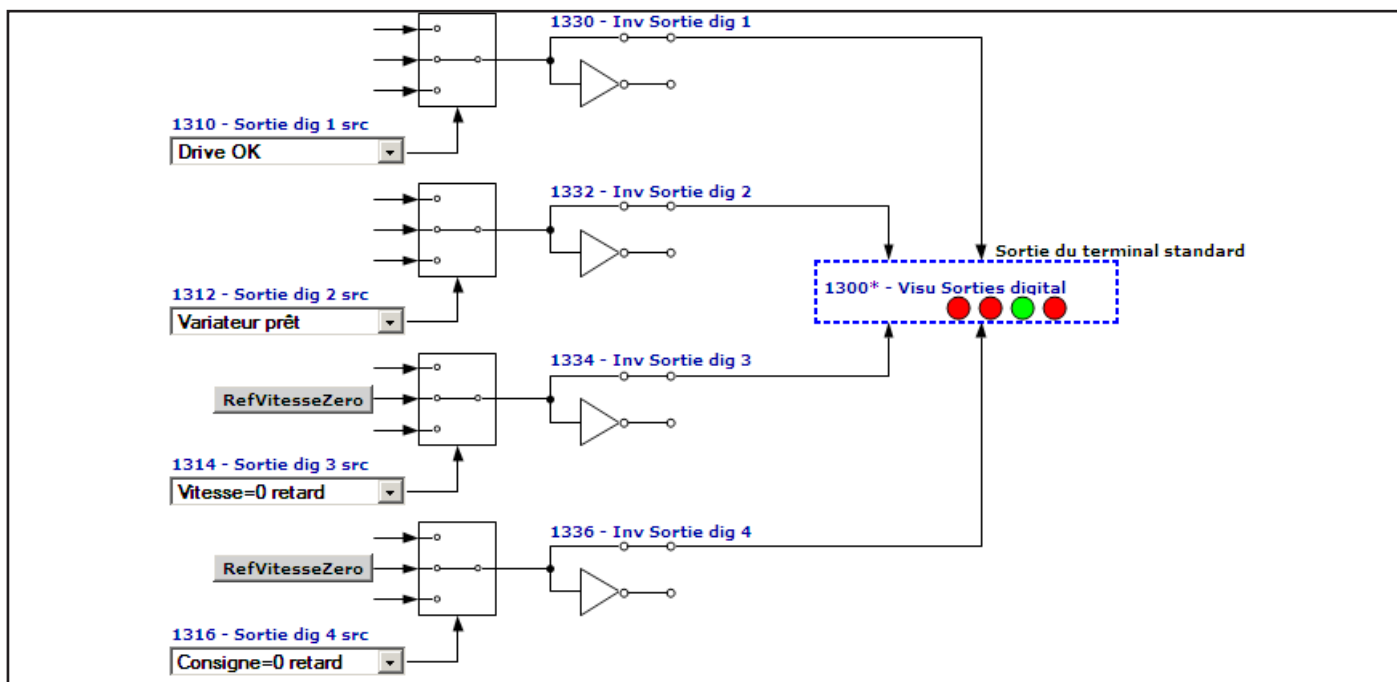 1330 - Inv Sortie dig 1
1310 - Sortie dig 1 src
Drive OK
1332 - Inv Sortie dig 2
Sortie du terminal standard
1300* - Visu Sorties digital
1312 - Sortie dig 2 src
Variateur prêt
1334 - Inv Sortie dig 3
RefVitesseZero
1314 - Sortie dig 3 src
Vitesse=0 retard
1336 - Inv Sortie dig 4
RefVitesseZero
1316 - Sortie dig 4 src
Consigne=0 retard